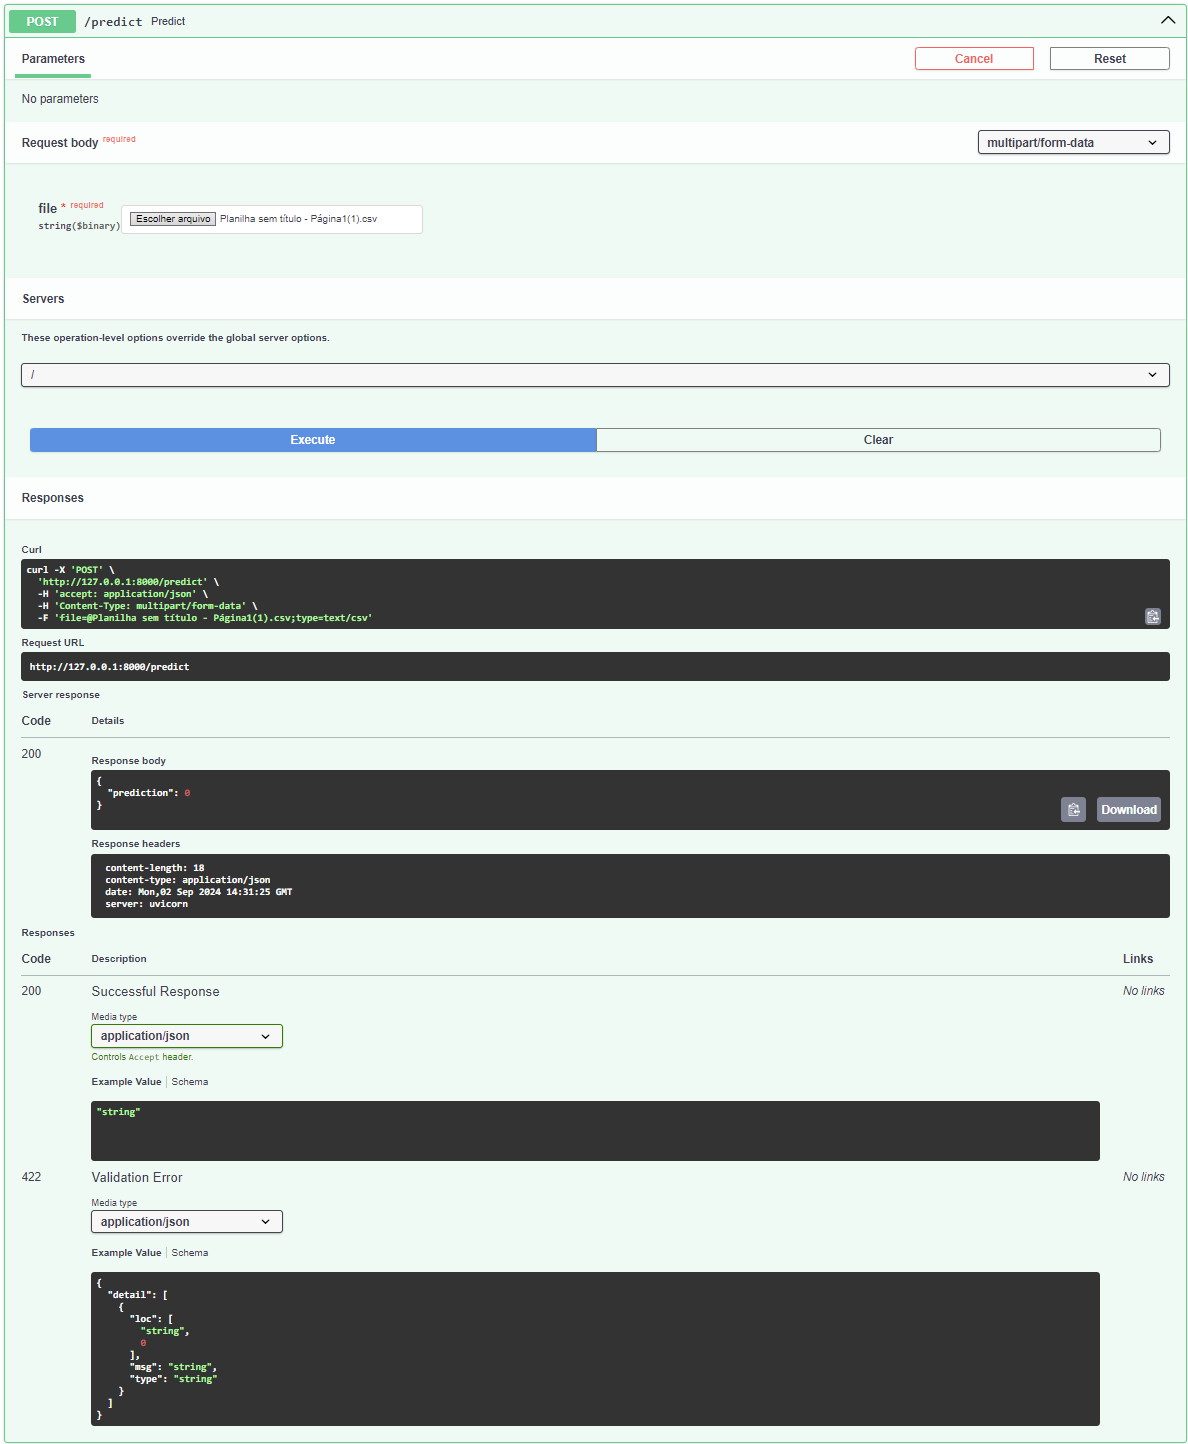 POST /predict Predict
Parameters Cancel Reset
No parameters
Request body required multipart/form-data
file * required
string($binary) Escolher arquivo Planilha sem título - Página1(1).csv
Servers
These operation-level options override the global server options.
/
Execute Clear
Responses
Curl
curl -X 'POST' \
'http://127.0.0.1:8000/predict' \
-H 'accept: application/json' \
-H 'Content-Type: multipart/form-data' \
-F 'file=@Planilha sem título - Página1(1).csv;type=text/csv'
Request URL
http://127.0.0.1:8000/predict
Server response
Code Details
200
Response body
{
"prediction": 0
}
Download
Response headers
content-length: 18
content-type: application/json
date: Mon,02 Sep 2024 14:31:25 GMT
server: uvicorn
Responses
Code Description Links
200 Successful Response No links
Media type
application/json
Controls Accept header.
Example Value Schema
"string"
422 Validation Error No links
Media type
application/json
Example Value Schema
{
"detail": [
{
"loc": [
"string",
0
],
"msg": "string",
"type": "string"
}
]
}